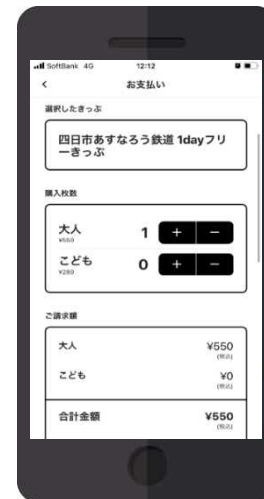 SoftBank 4G 12:12
お支払い
選択したきっぷ
四日市あすなろう鉄道 1dayフリ
ーきっぷ
購入枚数
大人 1 + −
¥550
こども 0 + −
¥280
ご請求額
大人 ¥550
(税込)
こども ¥0
(税込)
合計金額 ¥550
(税込)